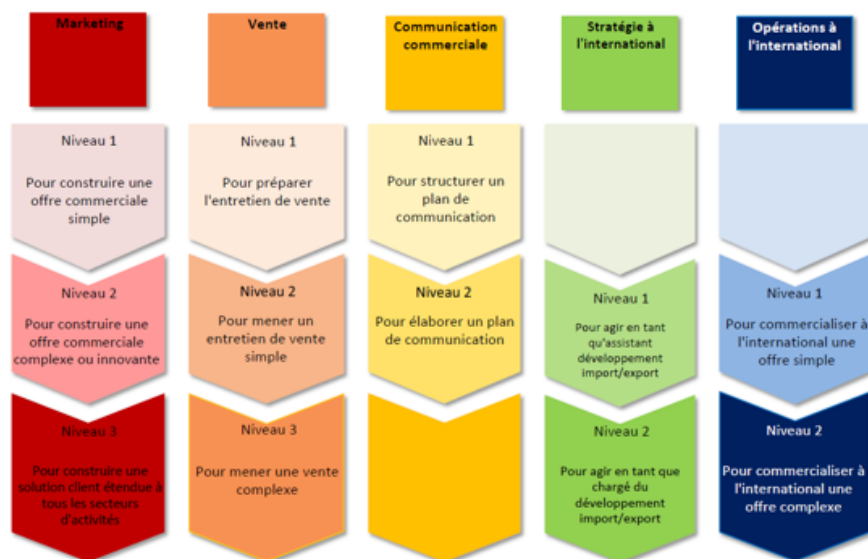 Marketing
Vente
Communication
commerciale
Stratégie à
l'international
Opérations à
l'international
Niveau 1
Pour construire une
offre commerciale
simple
Niveau 1
Pour préparer
l'entretien de vente
Niveau 1
Pour structurer un
plan de
communication
Niveau 2
Pour construire une
offre commerciale
complexe ou innovante
Niveau 2
Pour mener un
entretien de vente
simple
Niveau 2
Pour élaborer un plan
de communication
Niveau 1
Pour agir en tant
qu'assistant
développement
import/export
Niveau 1
Pour commercialiser à
l'international une
offre simple
Niveau 3
Pour construire une
solution client étendue à
tous les secteurs
d'activités
Niveau 3
Pour mener une vente
complexe
Niveau 2
Pour agir en tant que
chargé du
développement
import/export
Niveau 2
Pour commercialiser à
l'international une
offre complexe